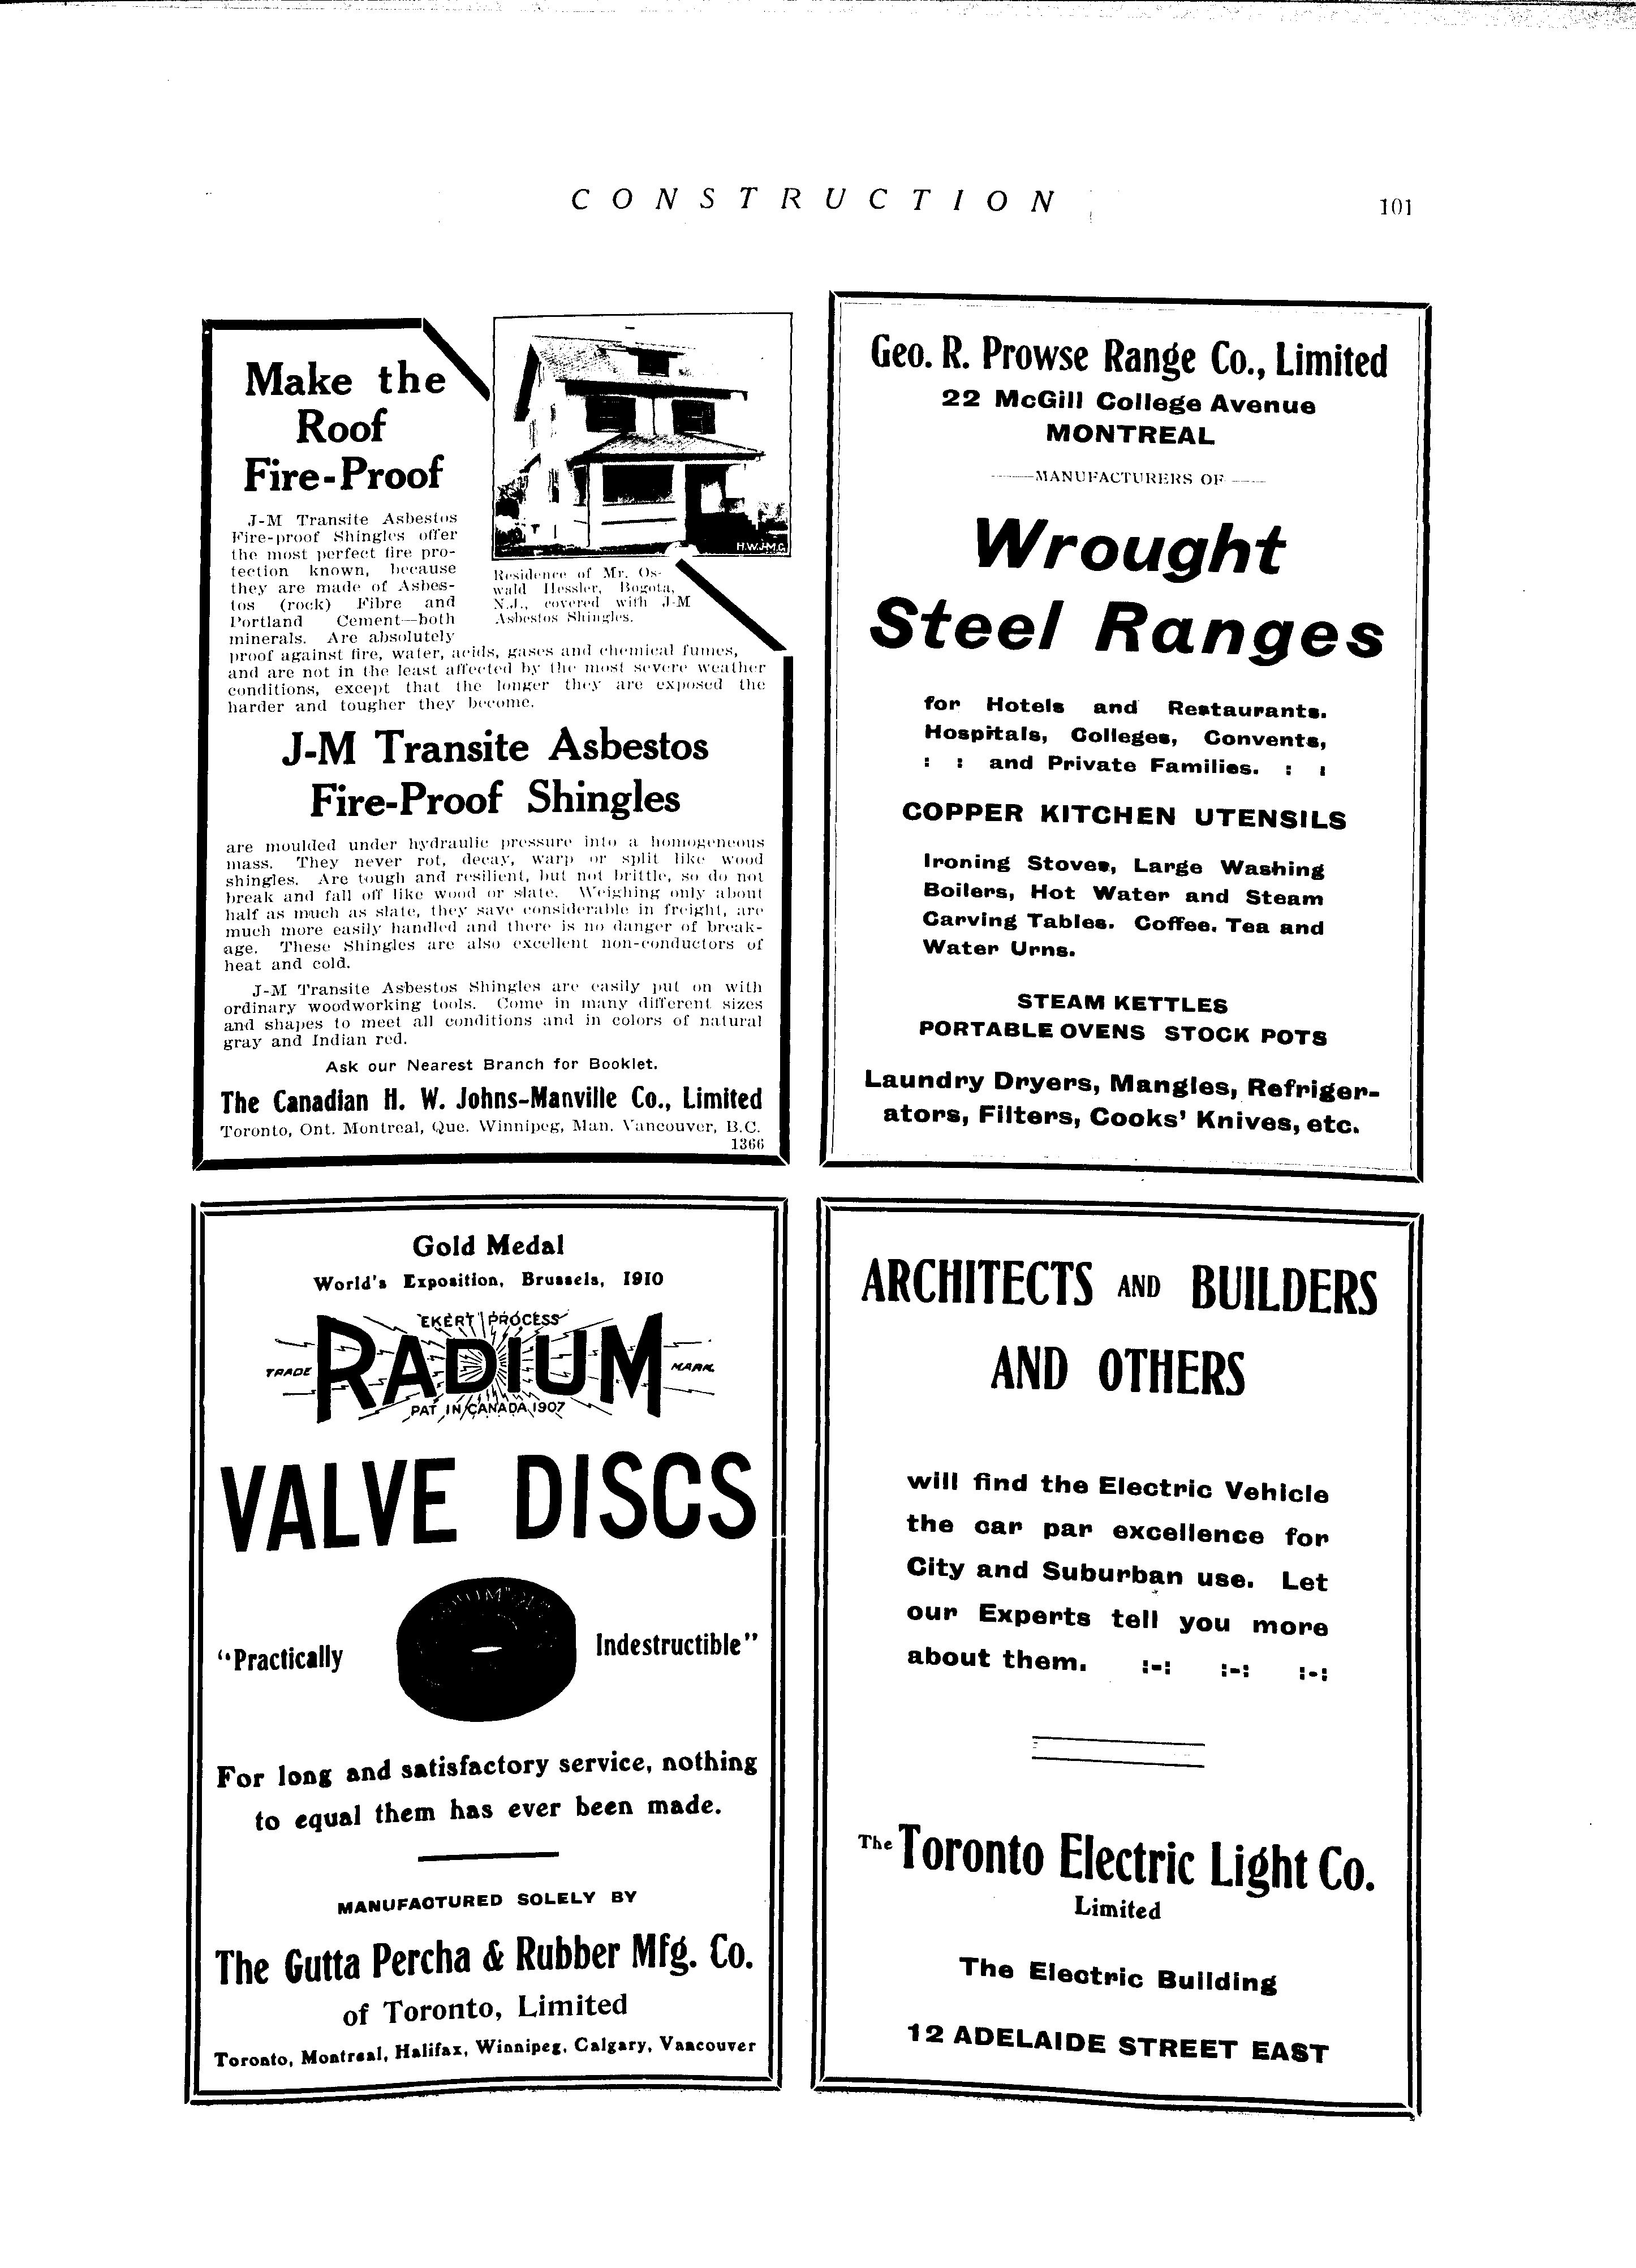 CONSTRUCTION
101
Make the
Roof
Fire-Proof
J-M Transite Asbestos
Fire-proof Shingles offer
the most perfect fire pro-
tection known, because
they are made of Asbes-
tos (rock) Fibre and
Portland Cement—both
minerals. Are absolutely
proof against fire, water, acids, gases and chemical fumes,
and are not in the least affected by the most severe weather
conditions, except that the longer they are exposed the
harder and tougher they become.
H.W.J-M.C.
Residence of Mr. Os-
wald Hessler, Bogota,
N.J., covered with J-M
Asbestos Shingles.
J-M Transite Asbestos
Fire-Proof Shingles
are moulded under hydraulic pressure into a homogeneous
mass. They never rot, decay, warp or split like wood
shingles. Are tough and resilient, but not brittle, so do not
break and fall off like wood or slate. Weighing only about
half as much as slate, they save considerable in freight, are
much more easily handled and there is no danger of break-
age. These Shingles are also excellent non-conductors of
heat and cold.
J-M Transite Asbestos Shingles are easily put on with
ordinary woodworking tools. Come in many different sizes
and shapes to meet all conditions and in colors of natural
gray and Indian red.
Ask our Nearest Branch for Booklet.
The Canadian H. W. Johns-Manville Co., Limited
Toronto, Ont. Montreal, Que. Winnipeg, Man. Vancouver, B.C.
1366
Geo. R. Prowse Range Co., Limited
22 McGill College Avenue
MONTREAL
MANUFACTURERS OF
Wrought
Steel Ranges
for Hotels and Restaurants.
Hospitals, Colleges, Convents,
: : and Private Families. : :
COPPER KITCHEN UTENSILS
Ironing Stoves, Large Washing
Boilers, Hot Water and Steam
Carving Tables. Coffee. Tea and
Water Urns.
STEAM KETTLES
PORTABLE OVENS STOCK POTS
Laundry Dryers, Mangles, Refriger-
ators, Filters, Cooks' Knives, etc.
Gold Medal
World's Exposition, Brussels, 1910
"EKERT" PROCESS
TRADE RADIUM MARK.
PAT. IN CANADA 1907
VALVE DISCS
"Practically Indestructible"
For long and satisfactory service, nothing
to equal them has ever been made.
MANUFACTURED SOLELY BY
The Gutta Percha & Rubber Mfg. Co.
of Toronto, Limited
Toronto, Montreal, Halifax, Winnipeg, Calgary, Vancouver
ARCHITECTS AND BUILDERS
AND OTHERS
will find the Electric Vehicle
the car par excellence for
City and Suburban use. Let
our Experts tell you more
about them. :-: :-: :-:
The Toronto Electric Light Co.
Limited
The Electric Building
12 ADELAIDE STREET EAST